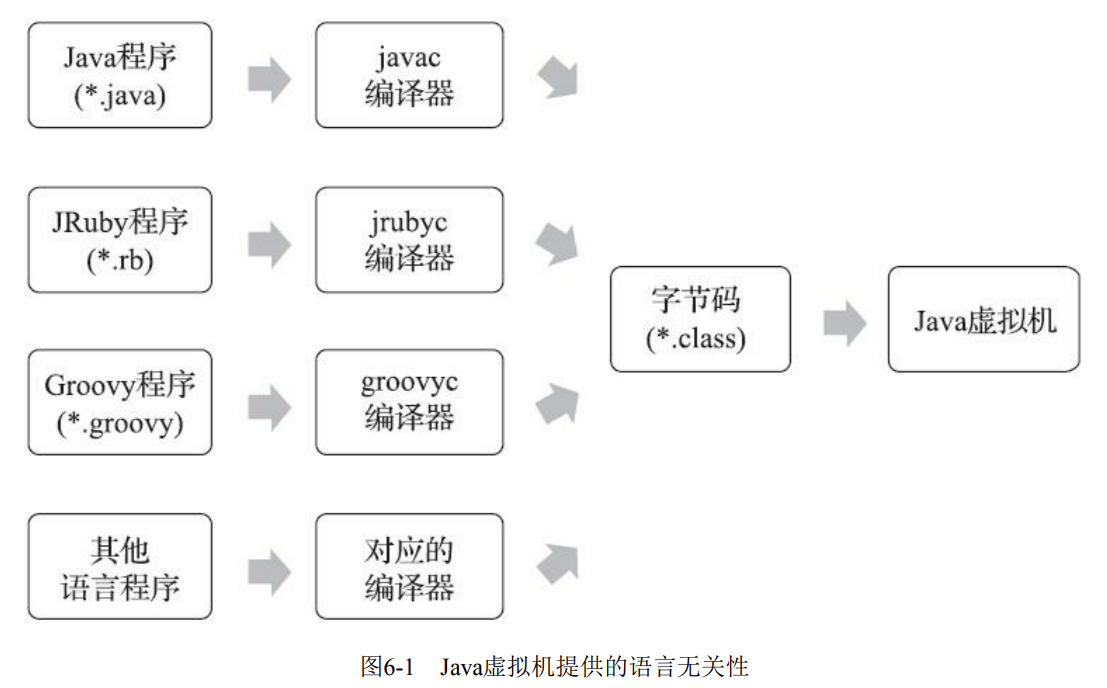 Java程序
(*.java)
javac
编译器
JRuby程序
(*.rb)
jrubyc
编译器
Groovy程序
(*.groovy)
groovyc
编译器
其他
语言程序
对应的
编译器
字节码
(*.class)
Java虚拟机
图6-1 Java虚拟机提供的语言无关性